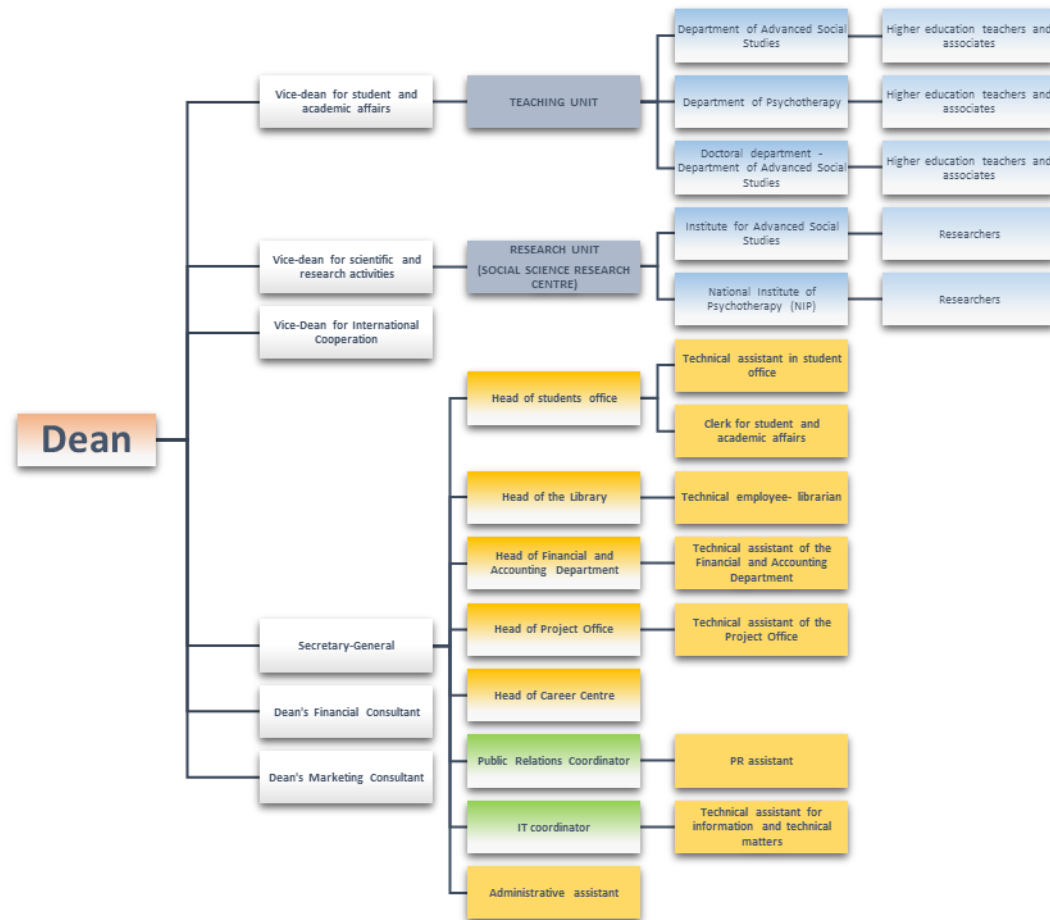 Dean
Vice-dean for student and
academic affairs
TEACHING UNIT
Department of Advanced Social
Studies
Higher education teachers and
associates
Department of Psychotherapy
Higher education teachers and
associates
Doctoral department -
Department of Advanced Social
Studies
Higher education teachers and
associates
Vice-dean for scientific and
research activities
RESEARCH UNIT
(SOCIAL SCIENCE RESEARCH
CENTRE)
Institute for Advanced Social
Studies
Researchers
National Institute of
Psychotherapy (NIP)
Researchers
Vice-Dean for International
Cooperation
Secretary-General
Head of students office
Technical assistant in student
office
Clerk for student and
academic affairs
Head of the Library
Technical employee- librarian
Head of Financial and
Accounting Department
Technical assistant of the
Financial and Accounting
Department
Head of Project Office
Technical assistant of the
Project Office
Head of Career Centre
Public Relations Coordinator
PR assistant
IT coordinator
Technical assistant for
information and technical
matters
Administrative assistant
Dean's Financial Consultant
Dean's Marketing Consultant